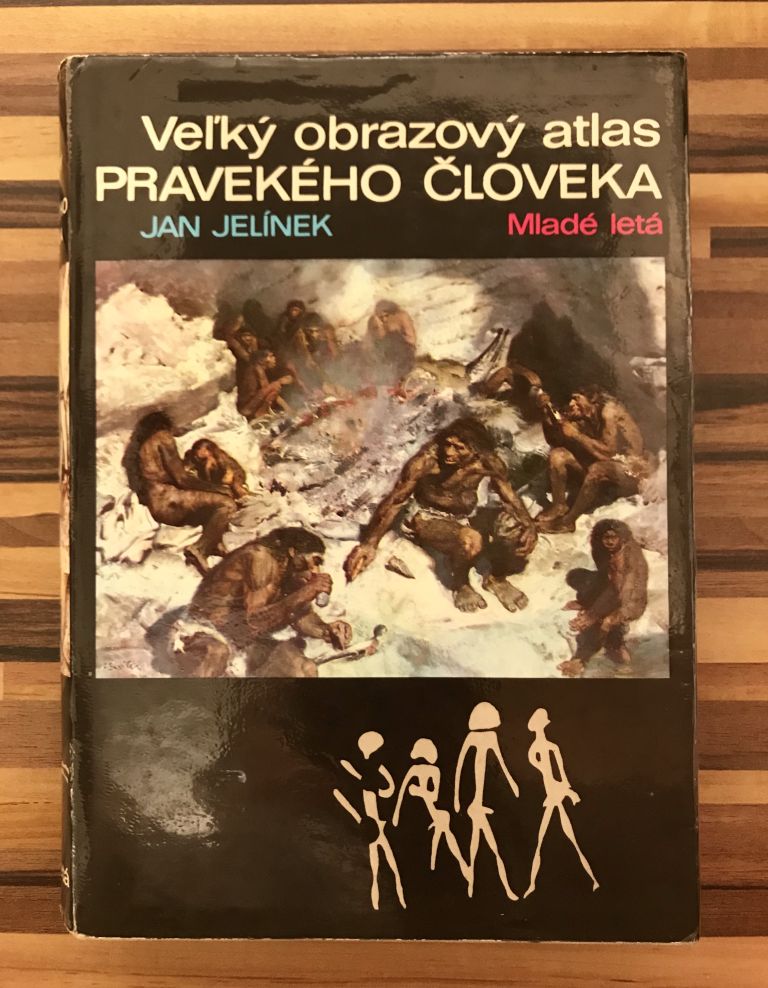 Veľký obrazový atlas
PRAVEKÉHO ČLOVEKA
JAN JELÍNEK Mladé letá